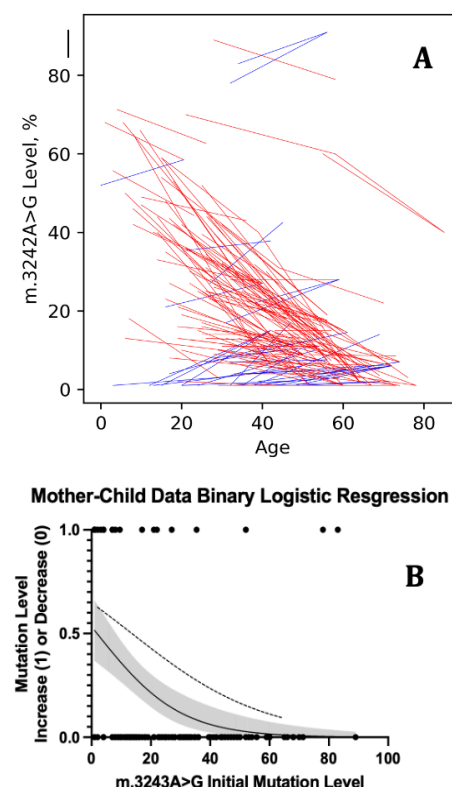 A
80
60
40
20
0
m.3242A>G Level, %
0 20 40 60 80
Age
Mother-Child Data Binary Logistic Resgression
B
1.0
0.5
0.0
Mutation Level
Increase (1) or Decrease (0)
0 20 40 60 80 100
m.3243A>G Initial Mutation Level